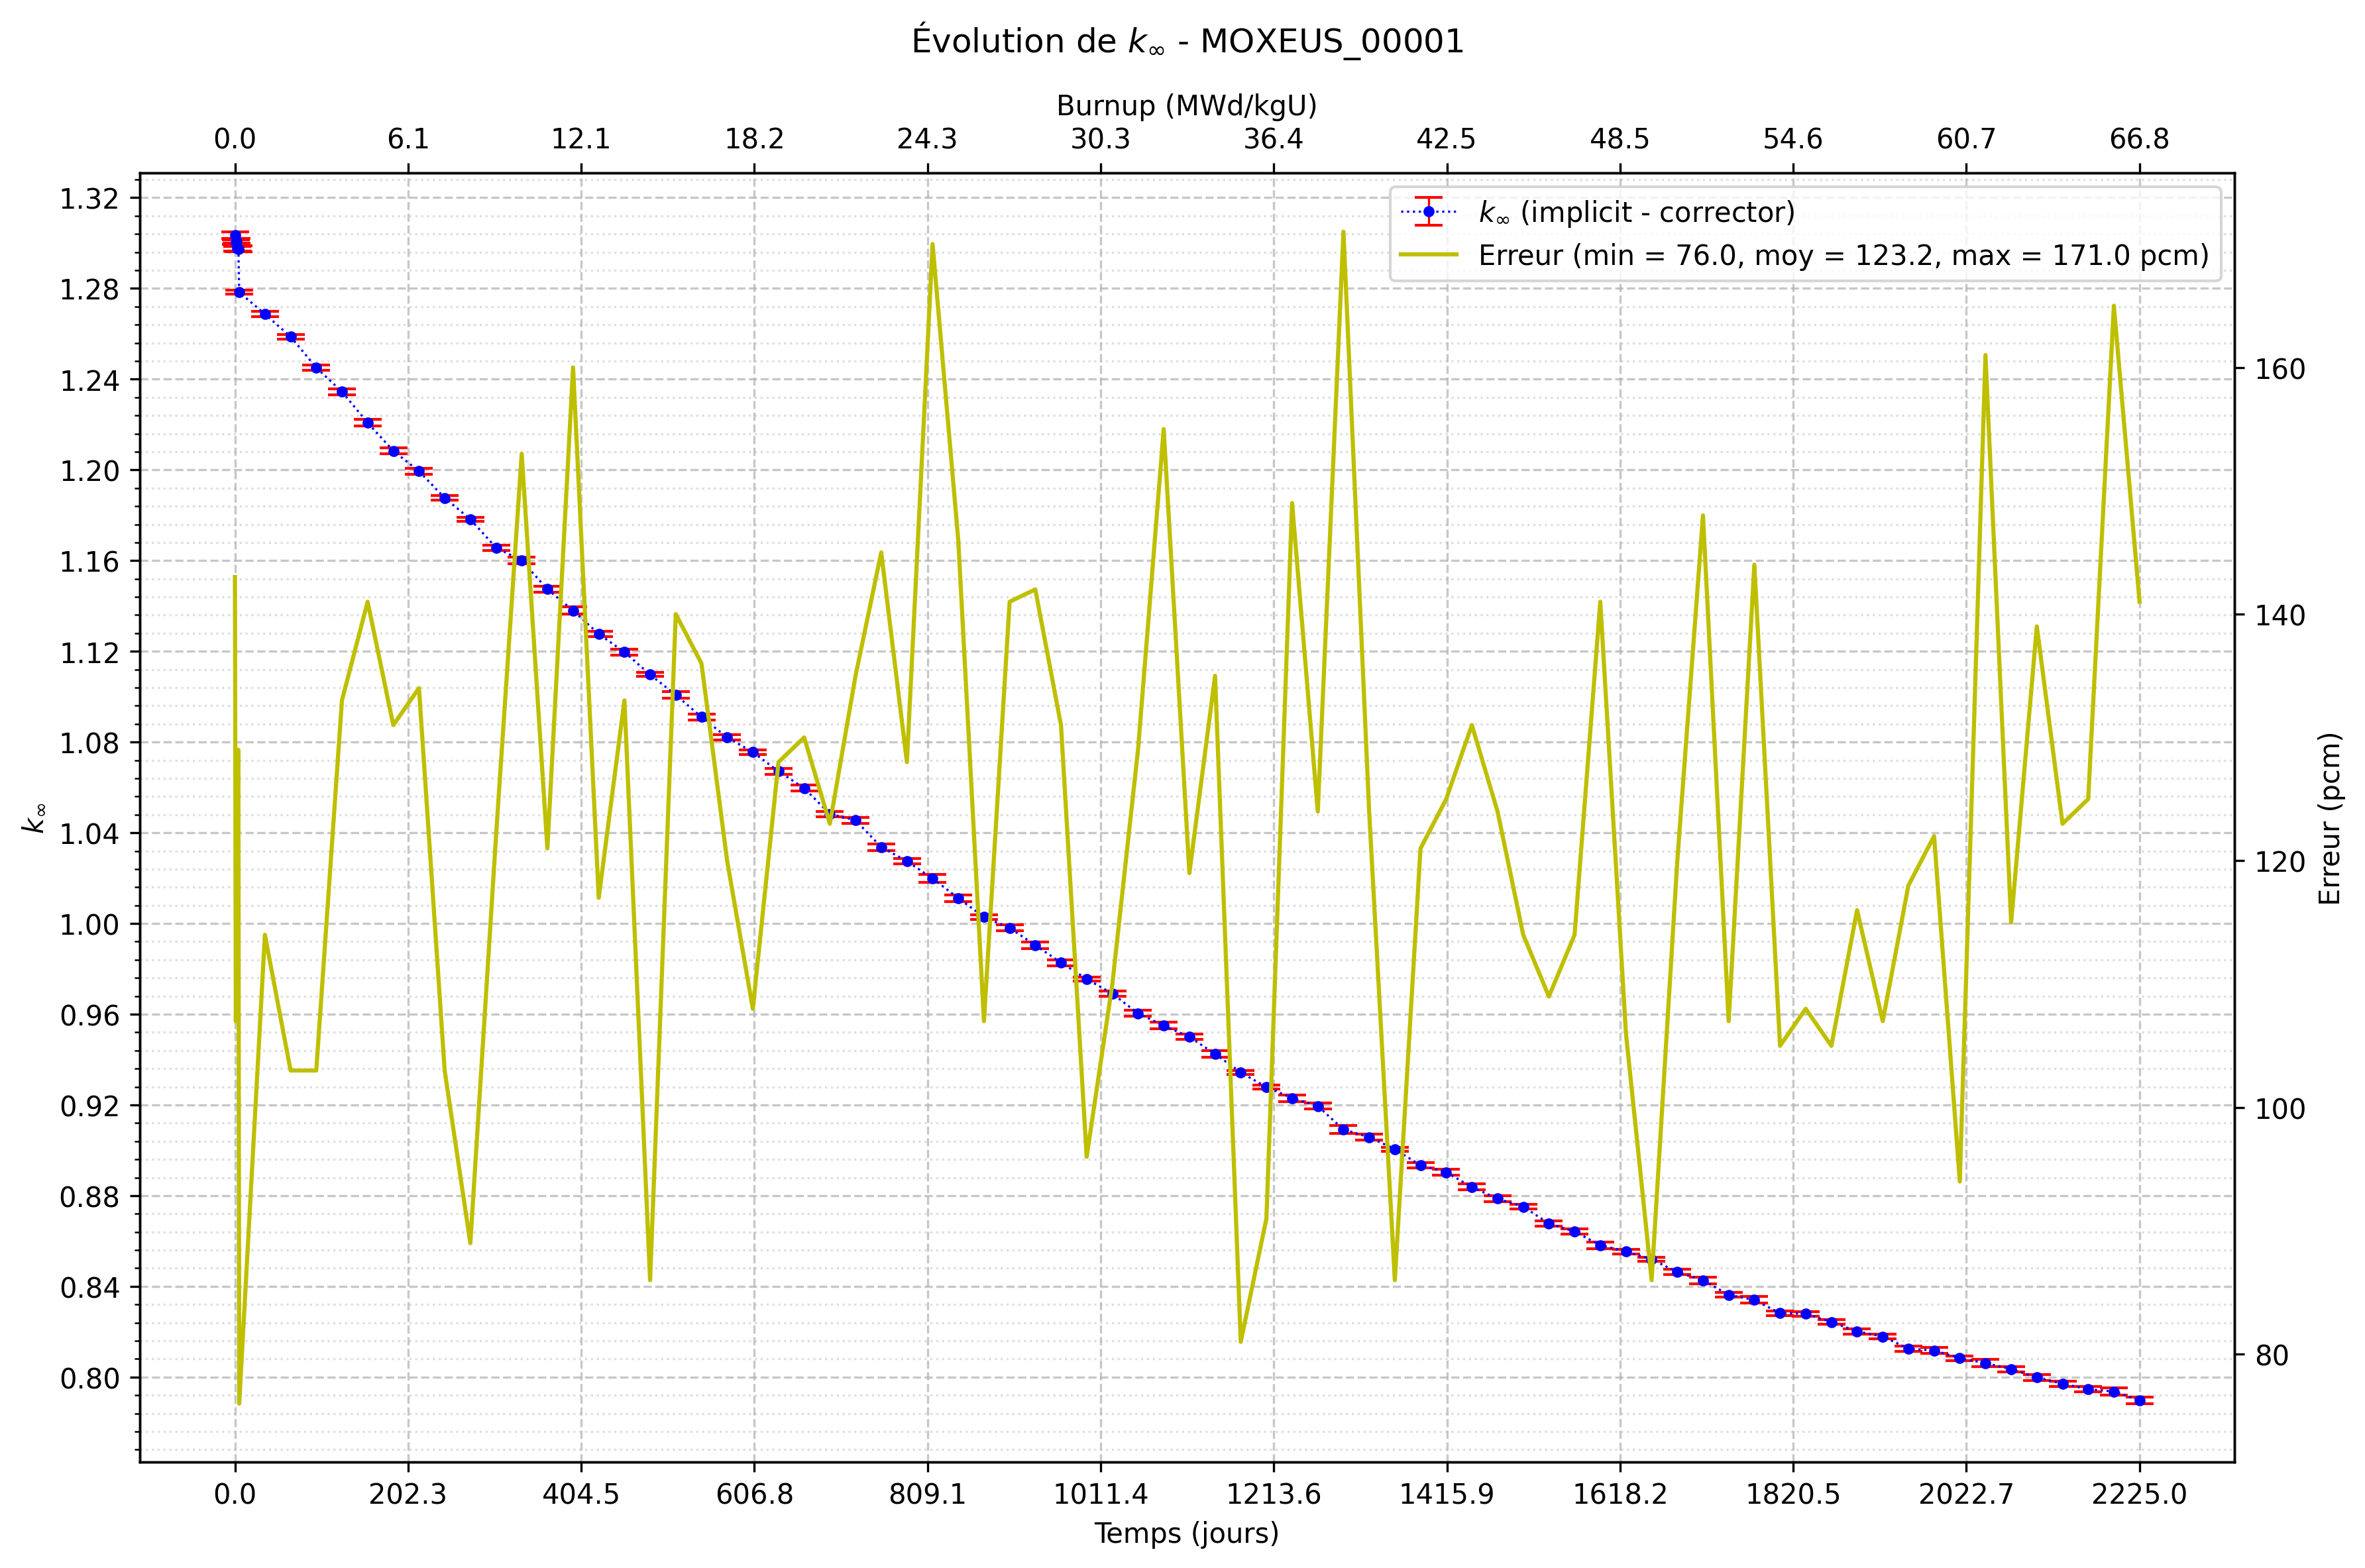 Évolution de k∞ - MOXEUS_00001
Burnup (MWd/kgU)
0.0 6.1 12.1 18.2 24.3 30.3 36.4 42.5 48.5 54.6 60.7 66.8
k∞ (implicit - corrector)
Erreur (min = 76.0, moy = 123.2, max = 171.0 pcm)
1.32
1.28
1.24
1.20
1.16
1.12
1.08
1.04
1.00
0.96
0.92
0.88
0.84
0.80
k∞
160
140
120
100
80
Erreur (pcm)
0.0 202.3 404.5 606.8 809.1 1011.4 1213.6 1415.9 1618.2 1820.5 2022.7 2225.0
Temps (jours)